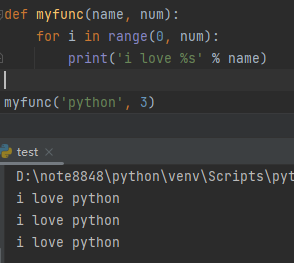 def myfunc(name, num):
    for i in range(0, num):
        print('i love %s' % name)
myfunc('python', 3)
test
D:\note8848\python\venv\Scripts\pyt
i love python
i love python
i love python